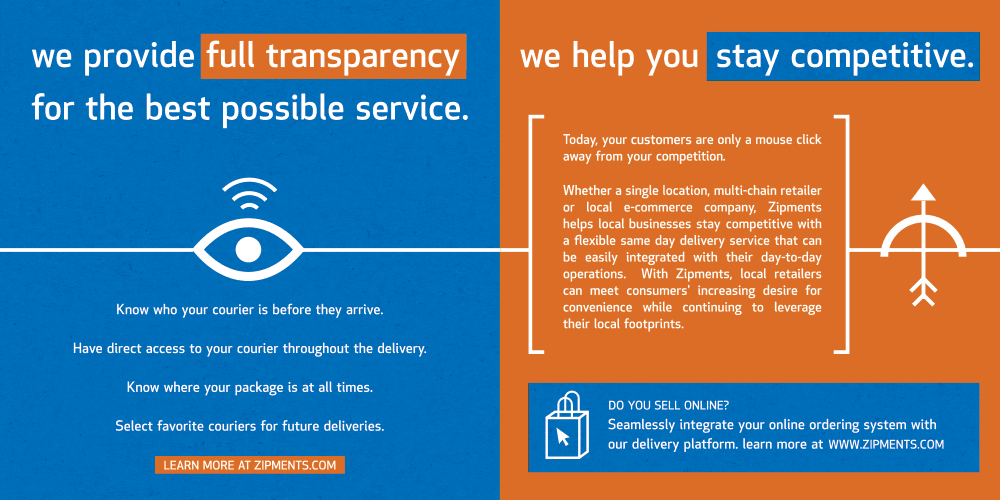 we provide full transparency
for the best possible service.
Know who your courier is before they arrive.
Have direct access to your courier throughout the delivery.
Know where your package is at all times.
Select favorite couriers for future deliveries.
LEARN MORE AT ZIPMENTS.COM
we help you stay competitive.
Today, your customers are only a mouse click
away from your competition.
Whether a single location, multi-chain retailer
or local e-commerce company, Zipments
helps local businesses stay competitive with
a flexible same day delivery service that can
be easily integrated with their day-to-day
operations. With Zipments, local retailers
can meet consumers' increasing desire for
convenience while continuing to leverage
their local footprints.
DO YOU SELL ONLINE?
Seamlessly integrate your online ordering system with
our delivery platform. learn more at WWW.ZIPMENTS.COM